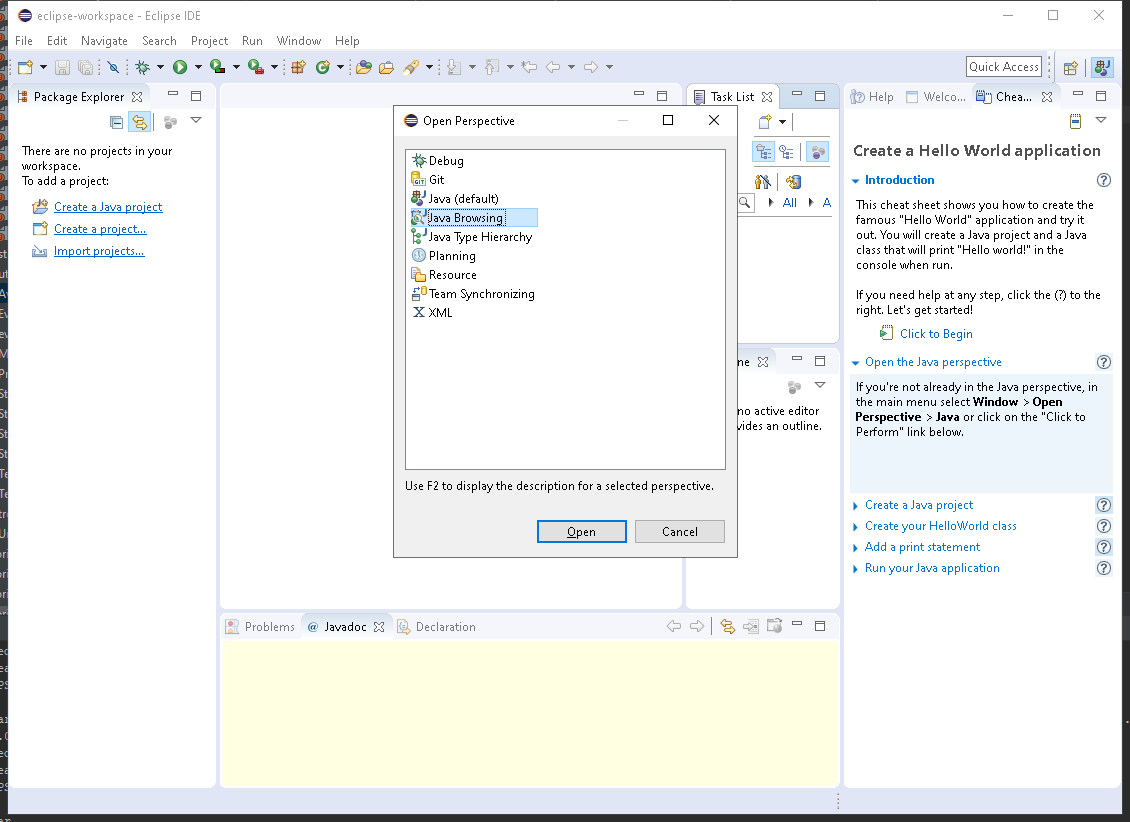 eclipse-workspace - Eclipse IDE
File Edit Navigate Search Project Run Window Help
Quick Access
Package Explorer
There are no projects in your
workspace.
To add a project:
Create a Java project
Create a project...
Import projects...
Task List
All
A
Open Perspective
Debug
Git
Java (default)
Java Browsing
Java Type Hierarchy
Planning
Resource
Team Synchronizing
XML
Use F2 to display the description for a selected perspective.
Open Cancel
ne
no active editor
vides an outline.
Problems @ Javadoc Declaration
Help Welco... Chea...
Create a Hello World application
Introduction
This cheat sheet shows you how to create the
famous "Hello World" application and try it
out. You will create a Java project and a Java
class that will print "Hello world!" in the
console when run.
If you need help at any step, click the (?) to the
right. Let's get started!
Click to Begin
Open the Java perspective
If you're not already in the Java perspective, in
the main menu select Window > Open
Perspective > Java or click on the "Click to
Perform" link below.
Create a Java project
Create your HelloWorld class
Add a print statement
Run your Java application